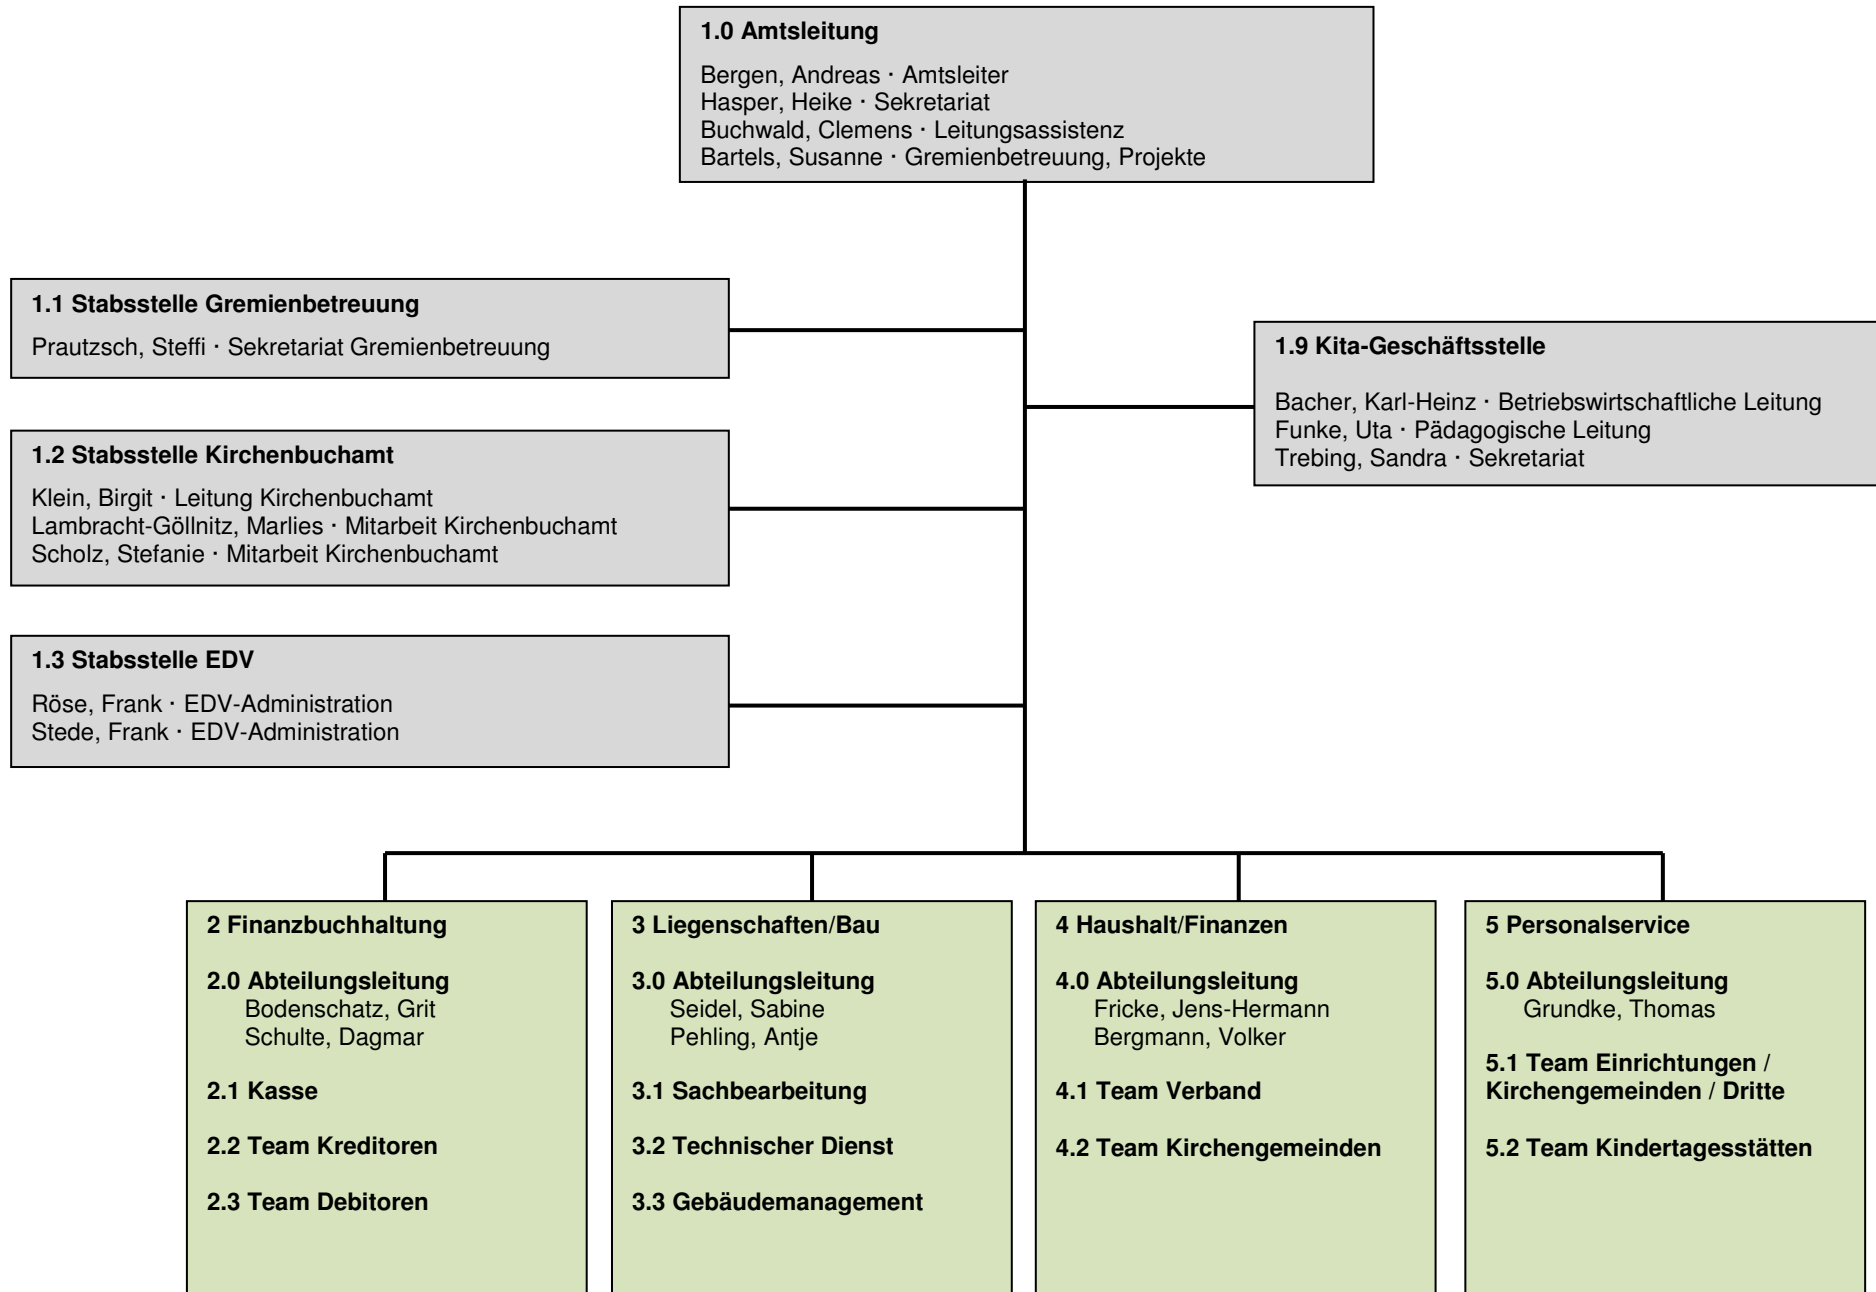 1.0 Amtsleitung
Bergen, Andreas · Amtsleiter
Hasper, Heike · Sekretariat
Buchwald, Clemens · Leitungsassistenz
Bartels, Susanne · Gremienbetreuung, Projekte
1.1 Stabsstelle Gremienbetreuung
Prautzsch, Steffi · Sekretariat Gremienbetreuung
1.9 Kita-Geschäftsstelle
Bacher, Karl-Heinz · Betriebswirtschaftliche Leitung
Funke, Uta · Pädagogische Leitung
Trebing, Sandra · Sekretariat
1.2 Stabsstelle Kirchenbuchamt
Klein, Birgit · Leitung Kirchenbuchamt
Lambracht-Göllnitz, Marlies · Mitarbeit Kirchenbuchamt
Scholz, Stefanie · Mitarbeit Kirchenbuchamt
1.3 Stabsstelle EDV
Röse, Frank · EDV-Administration
Stede, Frank · EDV-Administration
2 Finanzbuchhaltung
2.0 Abteilungsleitung
Bodenschatz, Grit
Schulte, Dagmar
2.1 Kasse
2.2 Team Kreditoren
2.3 Team Debitoren
3 Liegenschaften/Bau
3.0 Abteilungsleitung
Seidel, Sabine
Pehling, Antje
3.1 Sachbearbeitung
3.2 Technischer Dienst
3.3 Gebäudemanagement
4 Haushalt/Finanzen
4.0 Abteilungsleitung
Fricke, Jens-Hermann
Bergmann, Volker
4.1 Team Verband
4.2 Team Kirchengemeinden
5 Personalservice
5.0 Abteilungsleitung
Grundke, Thomas
5.1 Team Einrichtungen /
Kirchengemeinden / Dritte
5.2 Team Kindertagesstätten